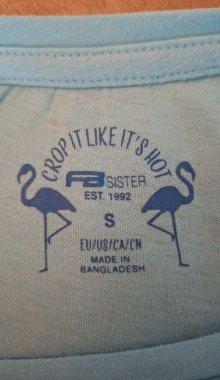 CROP IT LIKE IT'S HOT
FB SISTER
EST. 1992
S
EU/US/CA/CN
MADE IN
BANGLADESH